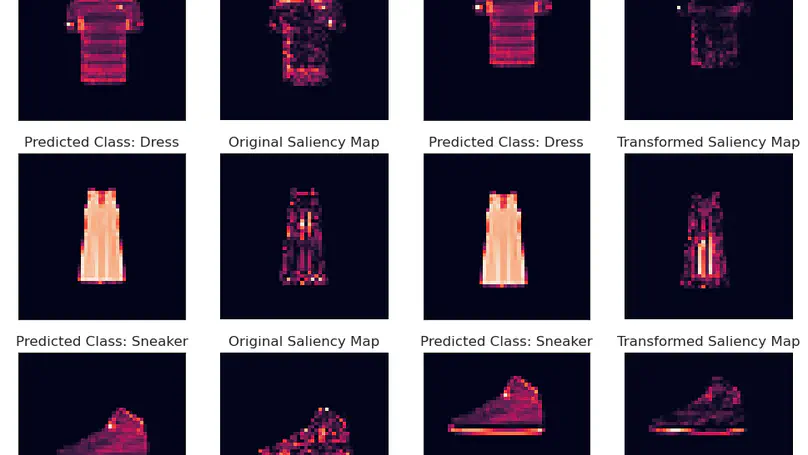 Predicted Class: Dress
Original Saliency Map
Predicted Class: Dress
Transformed Saliency Map
Predicted Class: Sneaker
Original Saliency Map
Predicted Class: Sneaker
Transformed Saliency Map